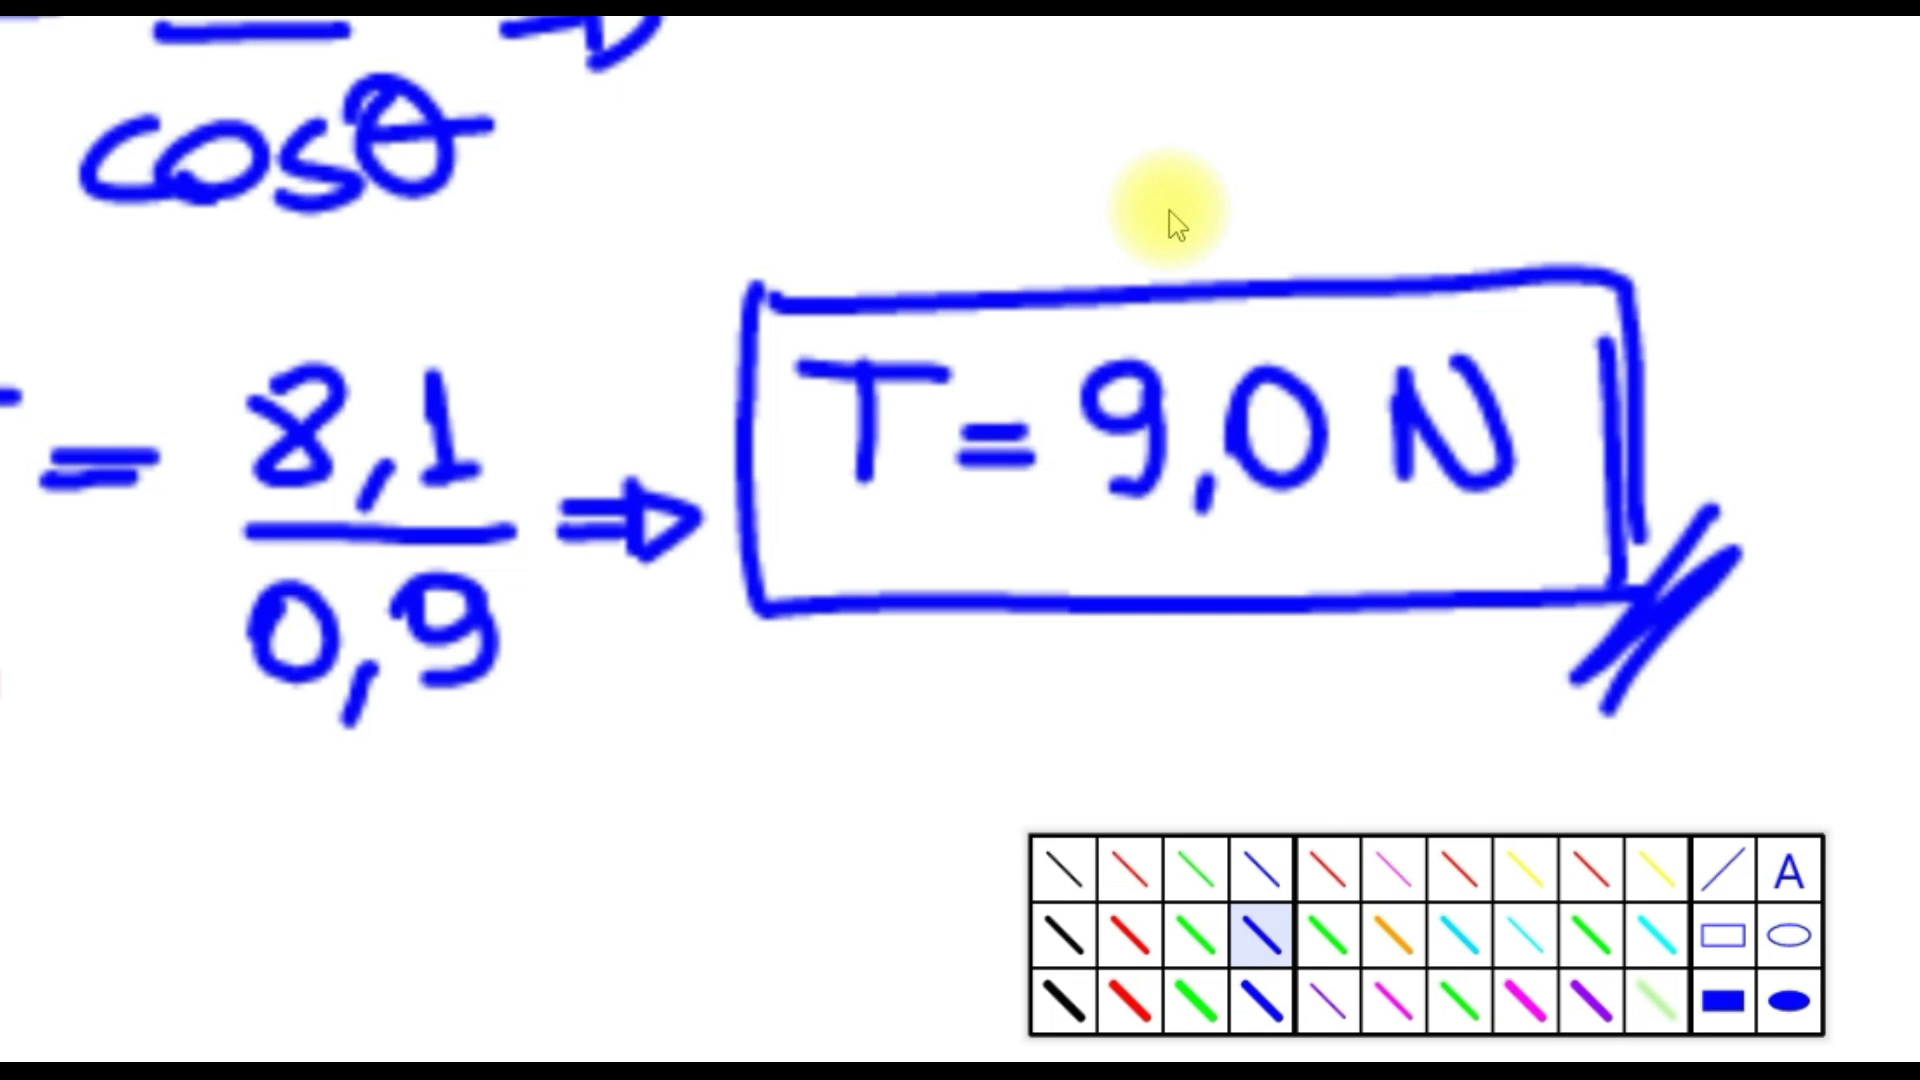 cosθ
= 8,1 / 0,9 ⇒ T = 9,0 N
A